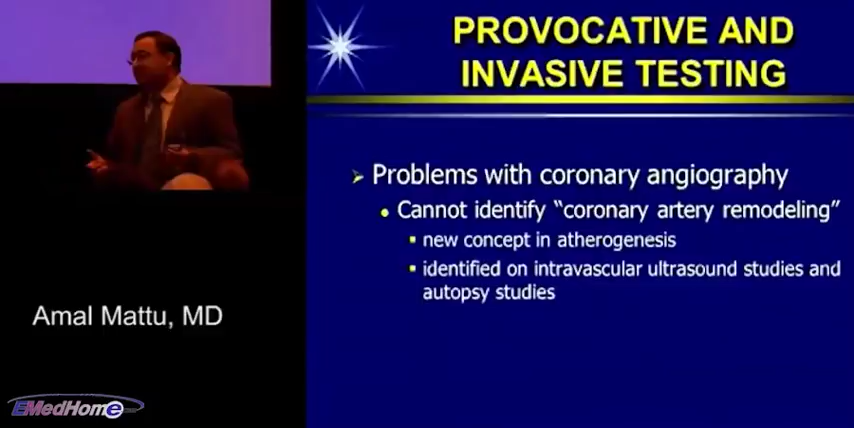 PROVOCATIVE AND
INVASIVE TESTING
Problems with coronary angiography
Cannot identify “coronary artery remodeling”
new concept in atherogenesis
identified on intravascular ultrasound studies and
autopsy studies
Amal Mattu, MD
EMedHome